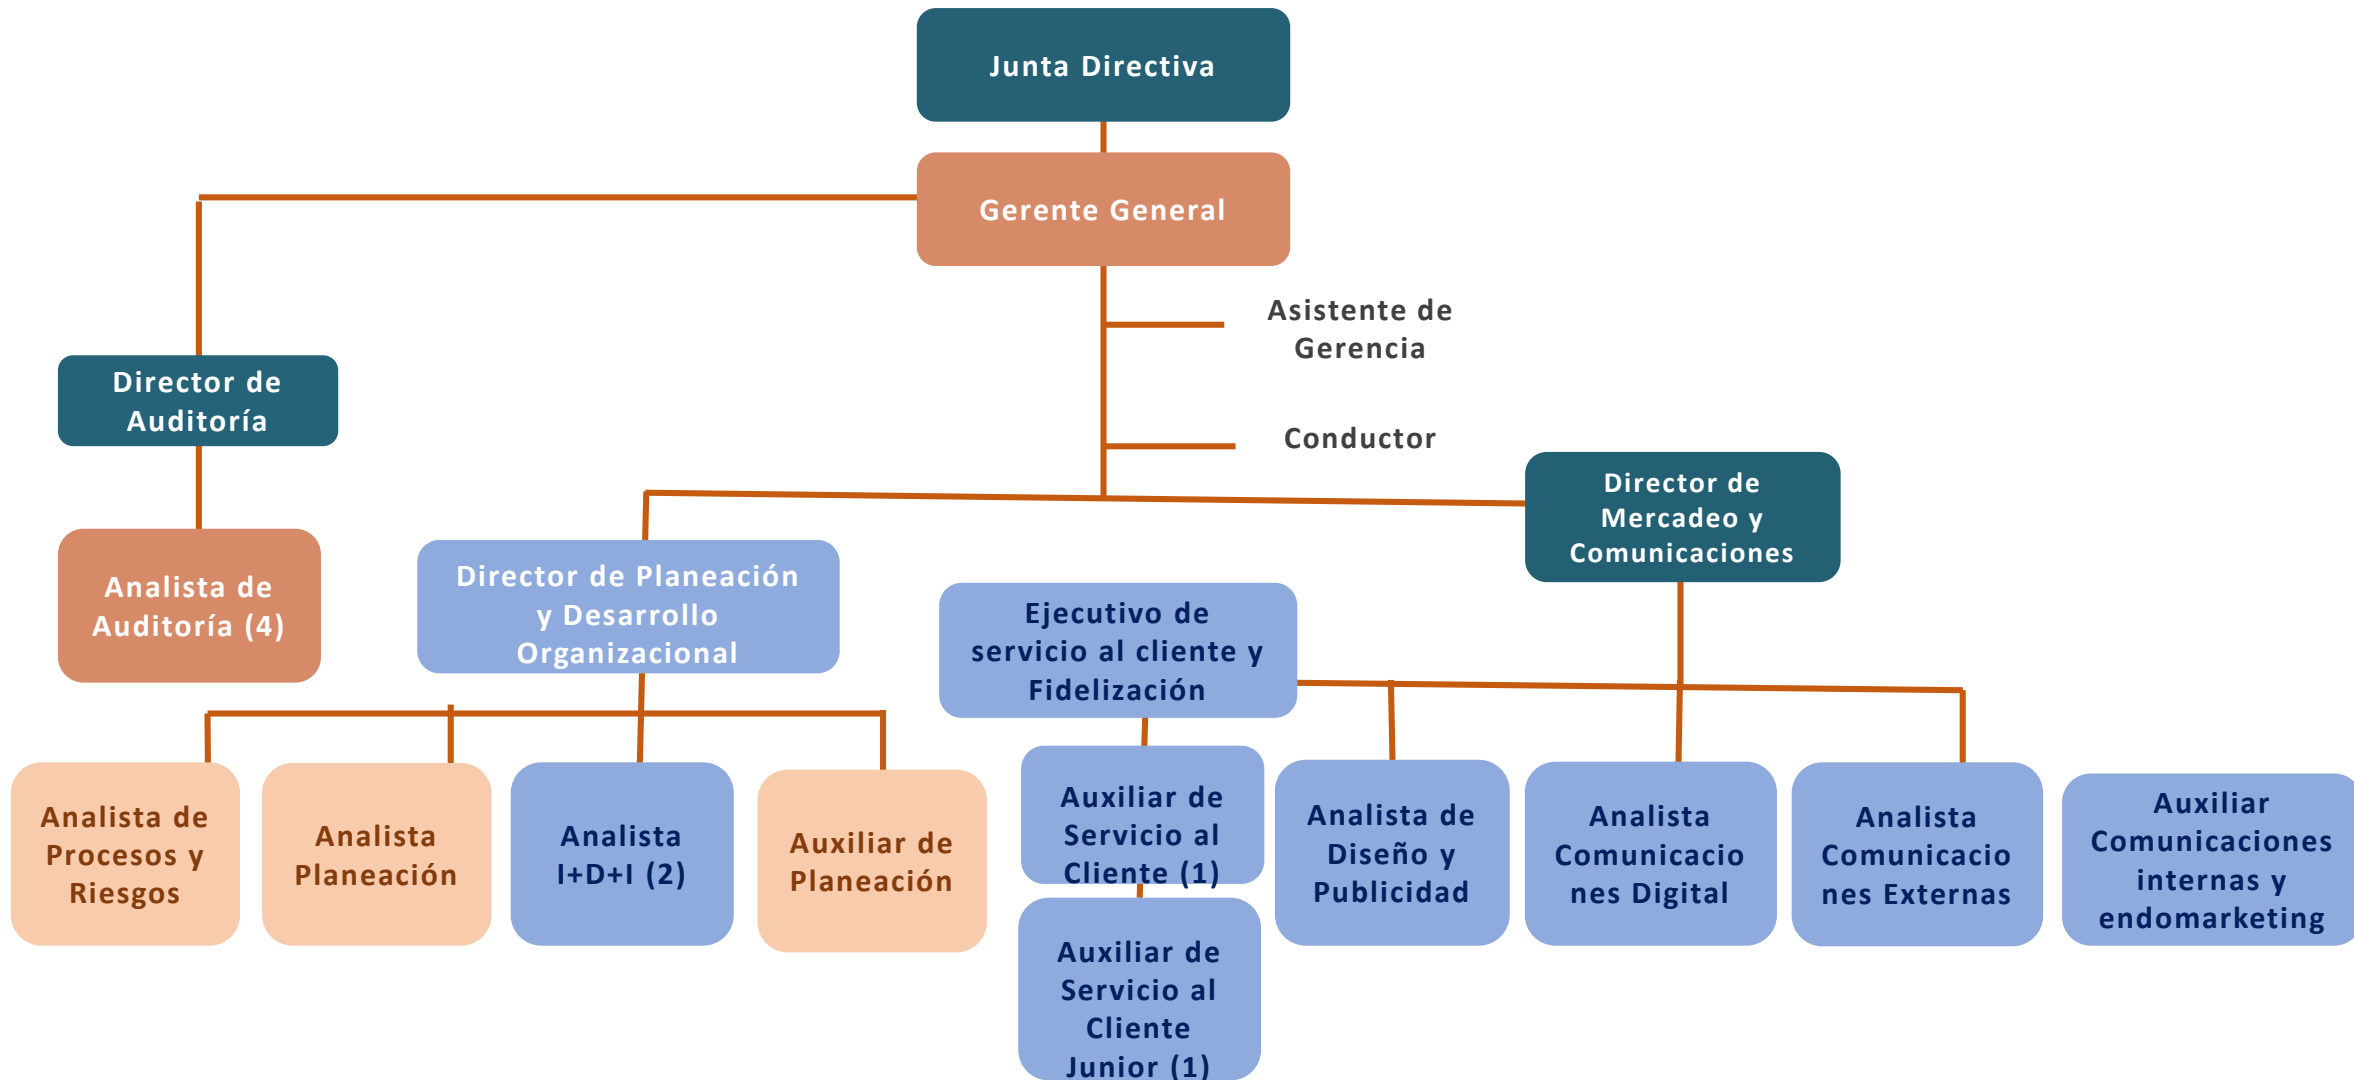 Junta Directiva
Gerente General
Asistente de
Gerencia
Conductor
Director de
Auditoría
Analista de
Auditoría (4)
Director de Planeación
y Desarrollo
Organizacional
Director de
Mercadeo y
Comunicaciones
Ejecutivo de
servicio al cliente y
Fidelización
Analista de
Procesos y
Riesgos
Analista
Planeación
Analista
I+D+I (2)
Auxiliar de
Planeación
Auxiliar de
Servicio al
Cliente (1)
Auxiliar de
Servicio al
Cliente
Junior (1)
Analista de
Diseño y
Publicidad
Analista
Comunicacio
nes Digital
Analista
Comunicacio
nes Externas
Auxiliar
Comunicaciones
internas y
endomarketing